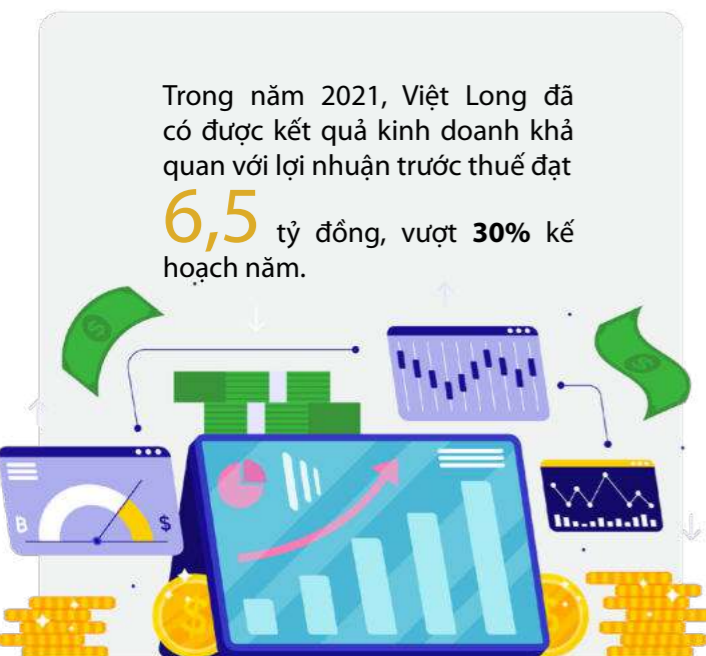 Trong năm 2021, Việt Long đã
có được kết quả kinh doanh khả
quan với lợi nhuận trước thuế đạt
6,5 tỷ đồng, vượt 30% kế
hoạch năm.
B
$
$
$
$
$